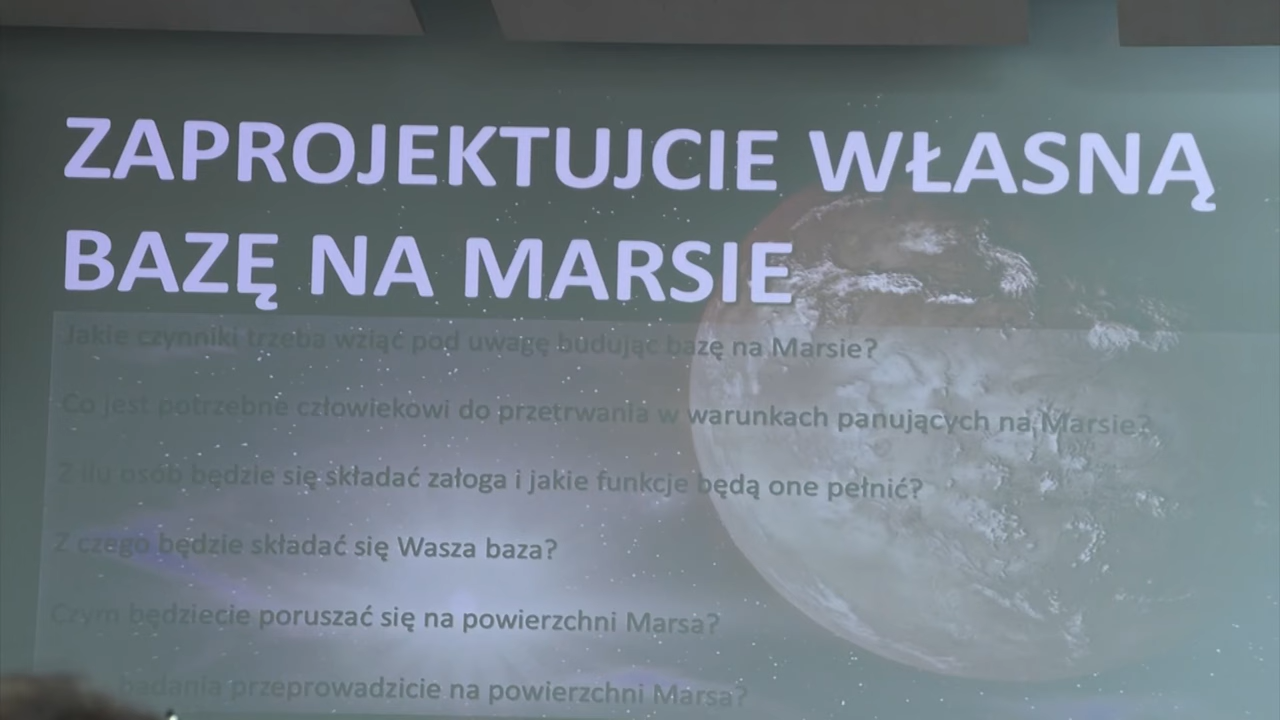 ZAPROJEKTUJCIE WŁASNĄ
BAZĘ NA MARSIE
Jakie czynniki trzeba wziąć pod uwagę budując bazę na Marsie?
Co jest potrzebne człowiekowi do przetrwania w warunkach panujących na Marsie?
Z ilu osób będzie się składać załoga i jakie funkcje będą one pełnić?
Z czego będzie składać się Wasza baza?
Czym będziecie poruszać się na powierzchni Marsa?
badania przeprowadzicie na powierzchni Marsa?